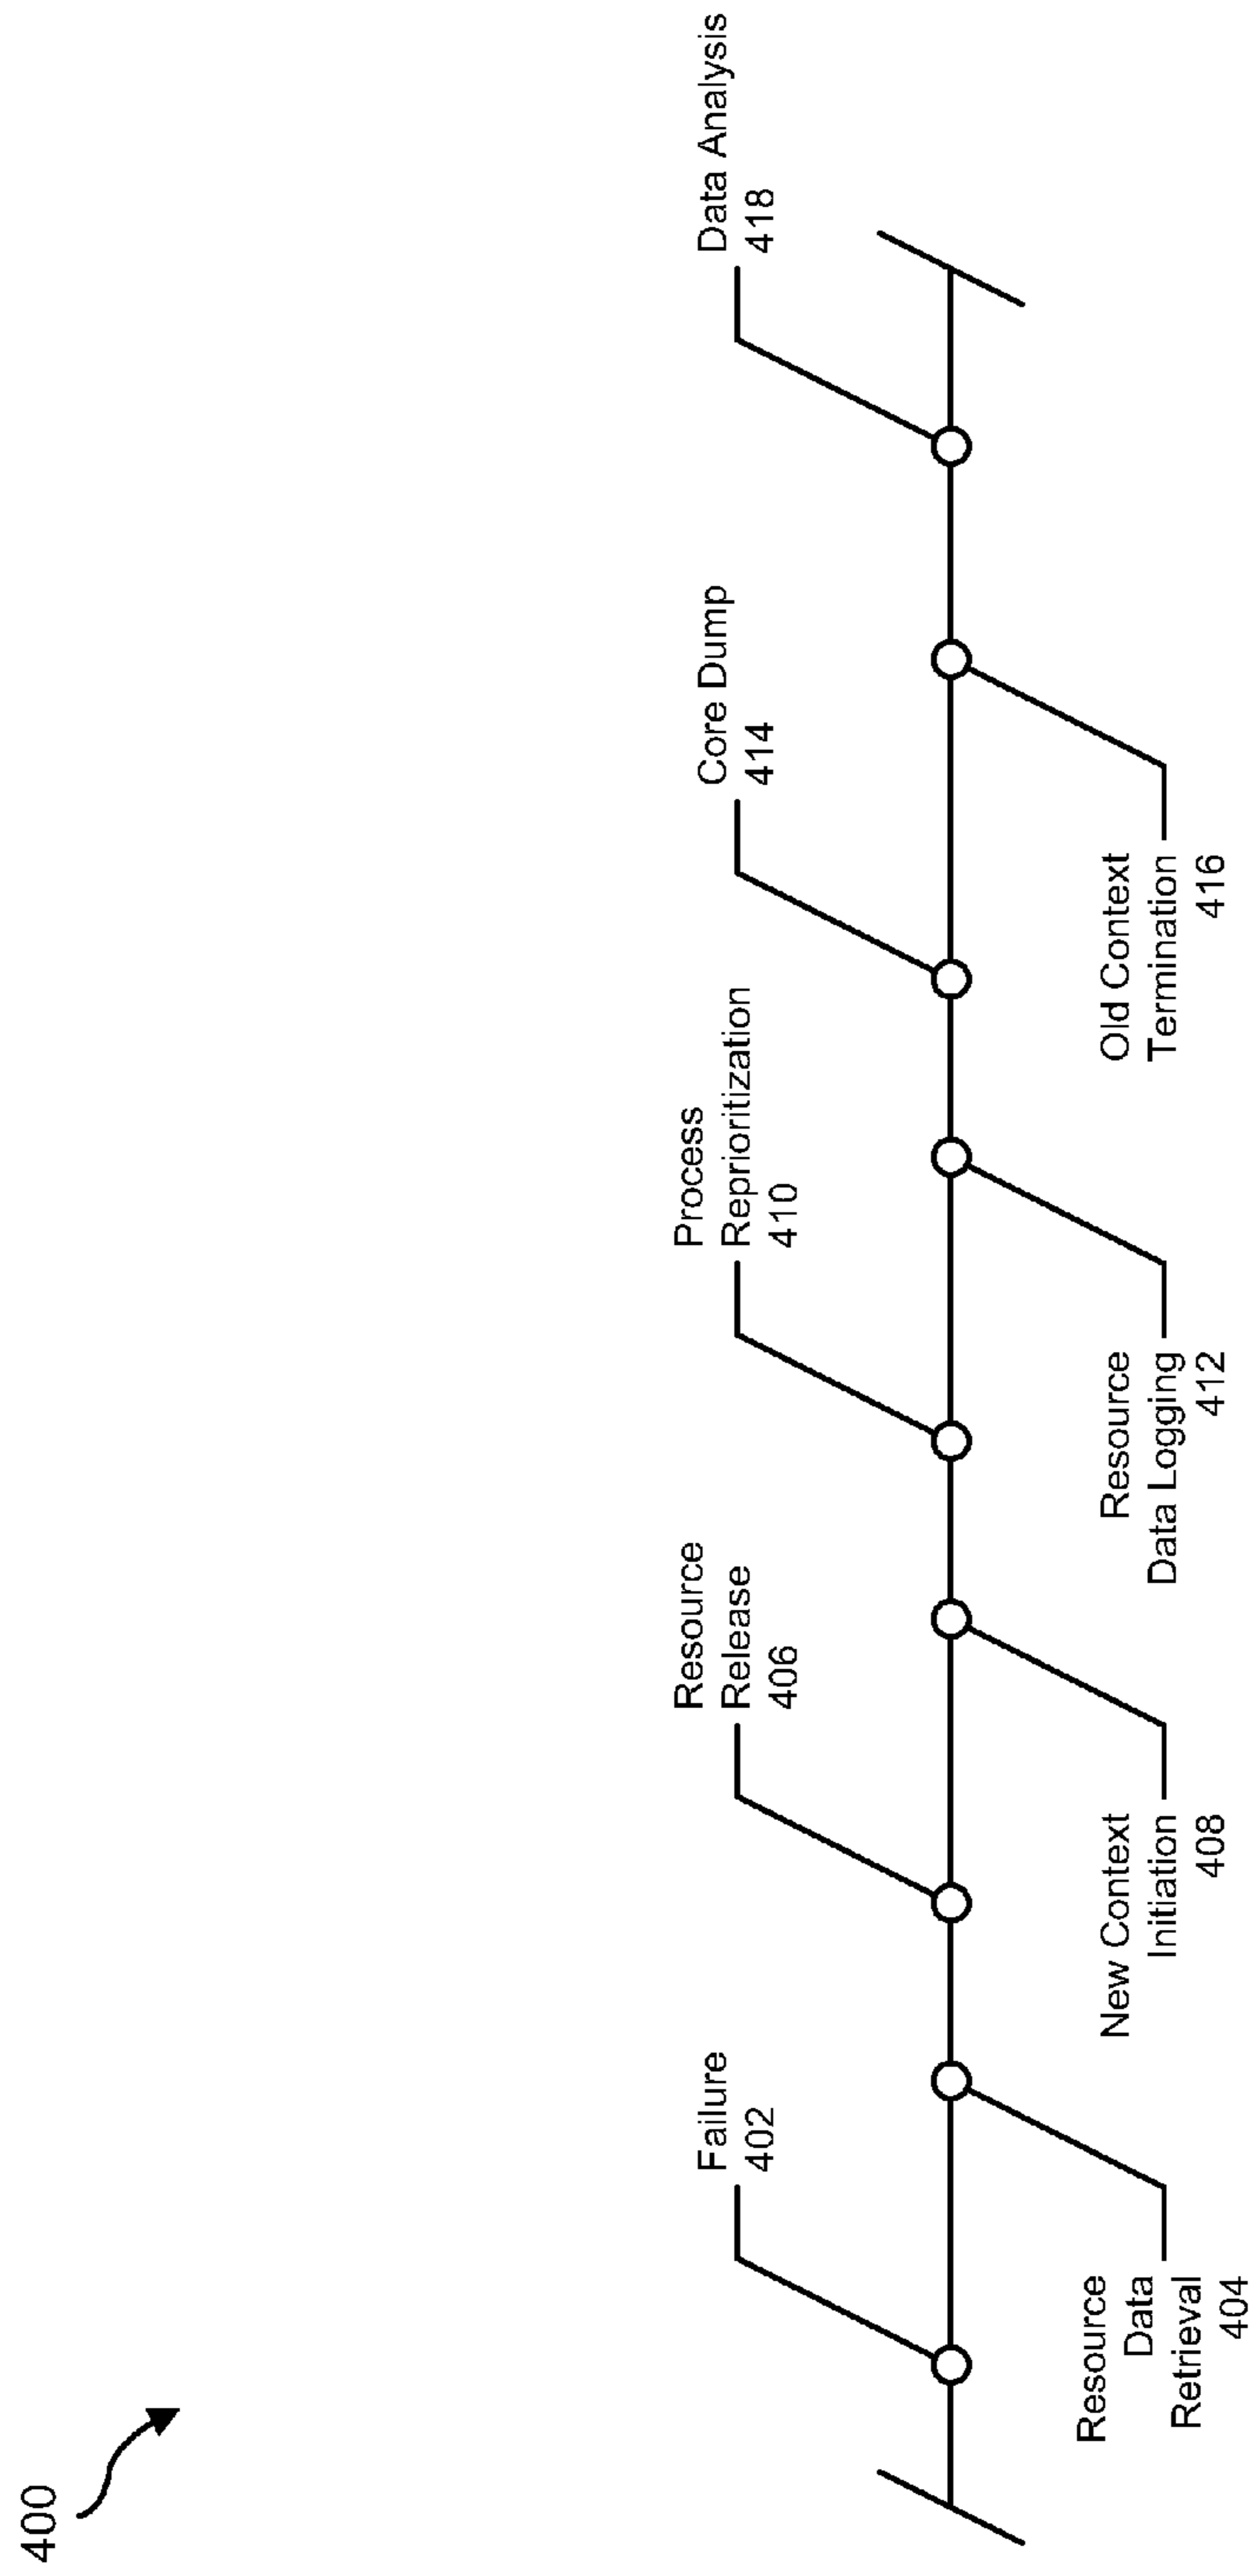 400
Failure
402
Resource
Data
Retrieval
404
Resource
Release
406
New Context
Initiation
408
Process
Reprioritization
410
Resource
Data Logging
412
Core Dump
414
Old Context
Termination
416
Data Analysis
418